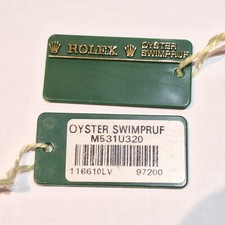 ROLEX
OYSTER
SWIMPRUF
OYSTER SWIMPRUF
M531U320
116610LV 97200